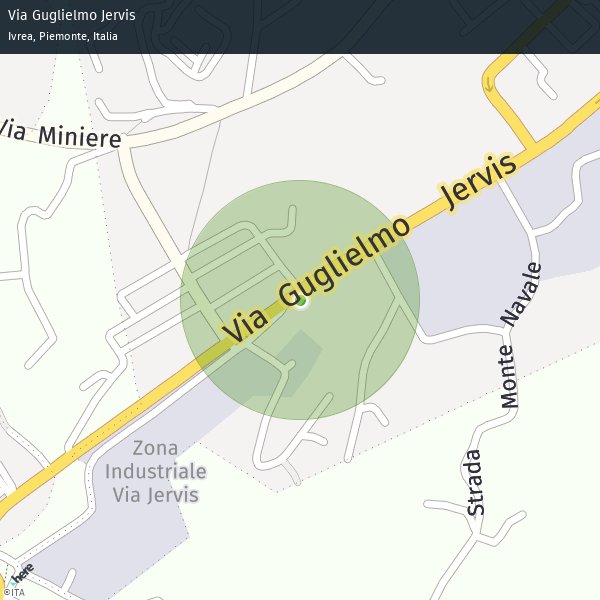 Via Guglielmo Jervis
Ivrea, Piemonte, Italia
Via Miniere
Via Guglielmo Jervis
Monte Navale
Strada
Zona
Industriale
Via Jervis
here
©ITA